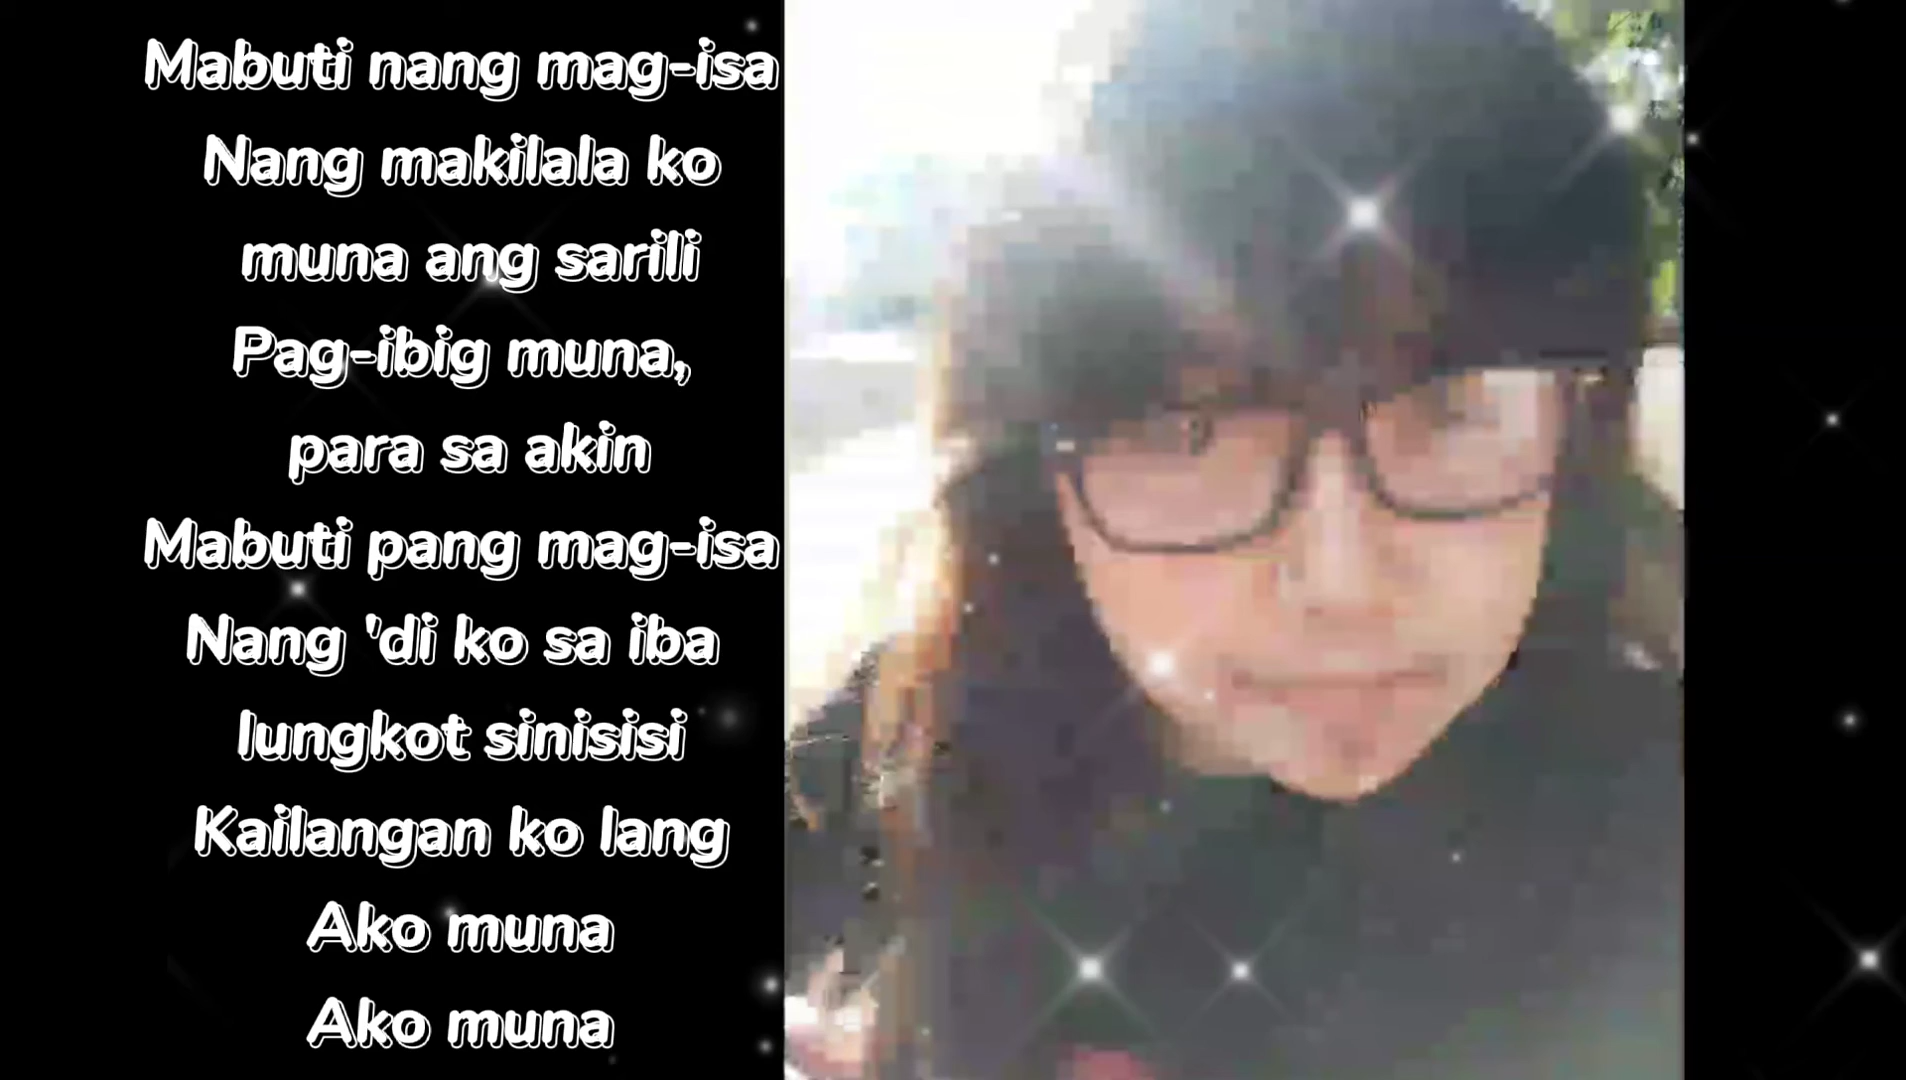 Mabuti nang mag-isa
Nang makilala ko
muna ang sarili
Pag-ibig muna,
para sa akin
Mabuti pang mag-isa
Nang 'di ko sa iba
lungkot sinisisi
Kailangan ko lang
Ako muna
Ako muna